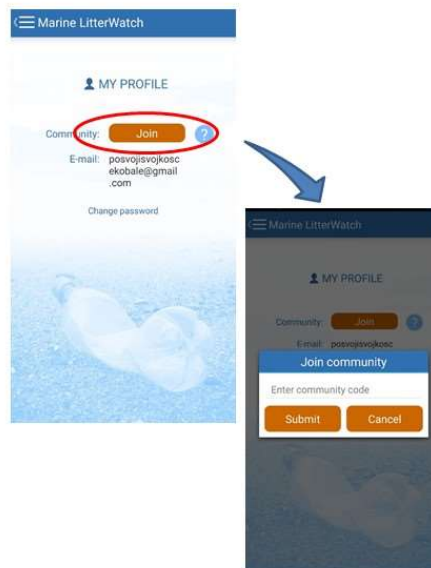 Marine LitterWatch
MY PROFILE
Community: Join ?
E-mail: posvojisvojkosc
ekobale@gmail
.com
Change password
Marine LitterWatch
MY PROFILE
Community: Join ?
E-mail: posvojisvojkosc
Join community
Enter community code
Submit Cancel